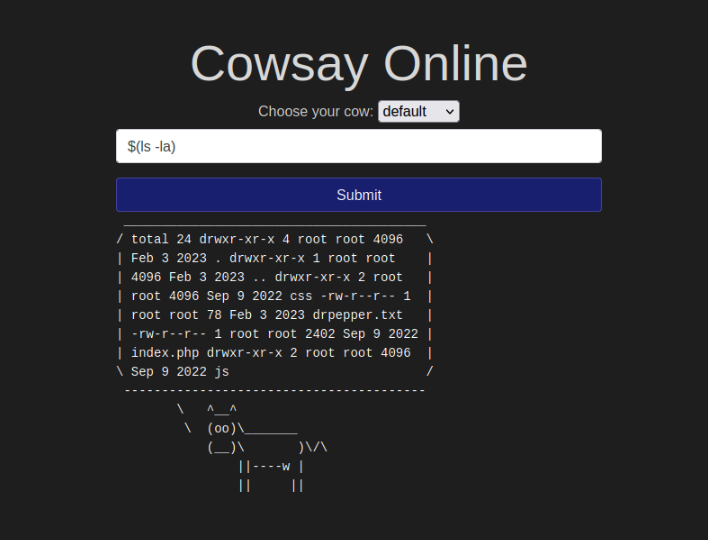 Cowsay Online
Choose your cow: default
$(ls -la)
Submit
 ________________________________________
/ total 24 drwxr-xr-x 4 root root 4096   \
| Feb 3 2023 . drwxr-xr-x 1 root root    |
| 4096 Feb 3 2023 .. drwxr-xr-x 2 root   |
| root 4096 Sep 9 2022 css -rw-r--r-- 1  |
| root root 78 Feb 3 2023 drpepper.txt   |
| -rw-r--r-- 1 root root 2402 Sep 9 2022 |
| index.php drwxr-xr-x 2 root root 4096  |
\ Sep 9 2022 js                          /
 ----------------------------------------
        \   ^__^
         \  (oo)\_______
            (__)\       )\/\
                ||----w |
                ||     ||